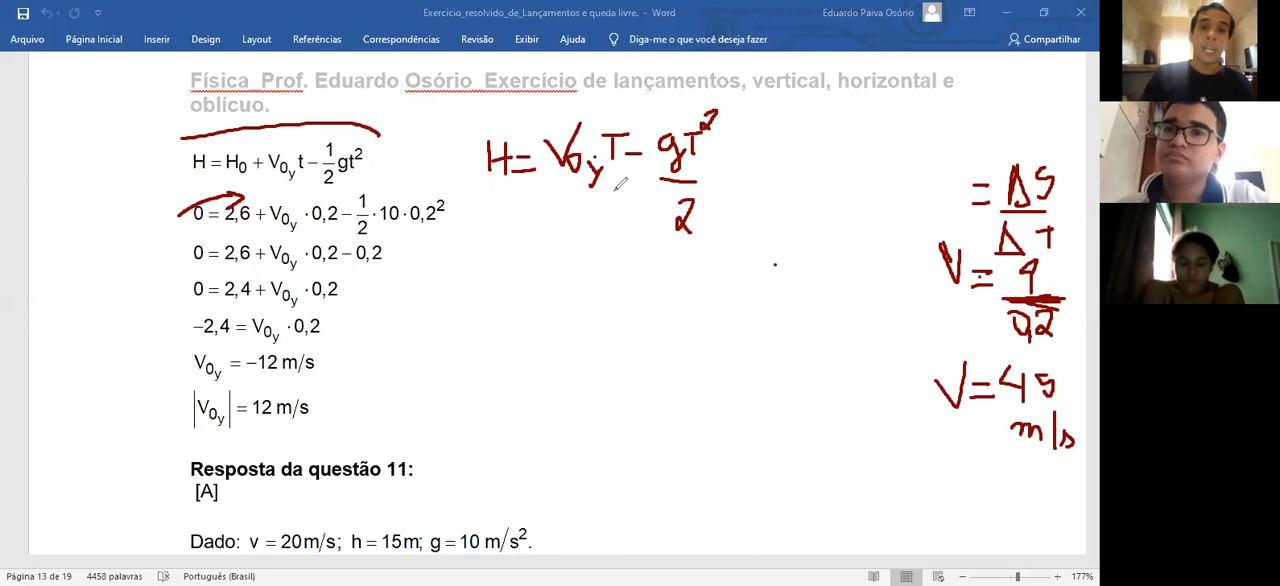 Exercicio_resolvido_de_Lançamentos e queda livre. - Word
Eduardo Paiva Osório
Arquivo Página Inicial Inserir Design Layout Referências Correspondências Revisão Exibir Ajuda Diga-me o que você deseja fazer Compartilhar
Física_Prof. Eduardo Osório_Exercício de lançamentos, vertical, horizontal e
oblícuo.
H = H₀ + V₀y t − 1/2 gt²
0 = 2,6 + V₀y · 0,2 − 1/2 · 10 · 0,2²
0 = 2,6 + V₀y · 0,2 − 0,2
0 = 2,4 + V₀y · 0,2
−2,4 = V₀y · 0,2
V₀y = −12 m/s
|V₀y| = 12 m/s
Resposta da questão 11:
[A]
Dado: v = 20 m/s; h = 15 m; g = 10 m/s².
H = V₀y T − gT²/2
= ΔS/ΔT
V = 9/0,2
V = 45
m/s
Página 13 de 19 4458 palavras Português (Brasil) 177%